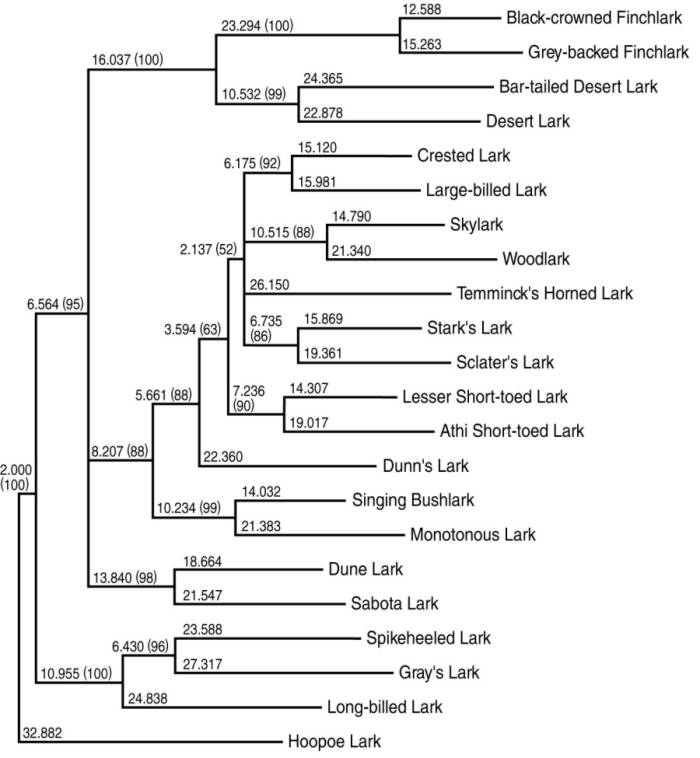 12.588
Black-crowned Finchlark
23.294 (100)
15.263
Grey-backed Finchlark
16.037 (100)
24.365
Bar-tailed Desert Lark
10.532 (99)
22.878
Desert Lark
15.120
Crested Lark
6.175 (92)
15.981
Large-billed Lark
14.790
Skylark
10.515 (88)
2.137 (52)
21.340
Woodlark
26.150
Temminck's Horned Lark
6.564 (95)
3.594 (63)
6.735
(86)
15.869
Stark's Lark
19.361
Sclater's Lark
5.661 (88)
7.236
(90)
14.307
Lesser Short-toed Lark
19.017
Athi Short-toed Lark
8.207 (88)
22.360
Dunn's Lark
2.000
(100)
14.032
Singing Bushlark
10.234 (99)
21.383
Monotonous Lark
18.664
Dune Lark
13.840 (98)
21.547
Sabota Lark
23.588
Spikeheeled Lark
6.430 (96)
27.317
Gray's Lark
10.955 (100)
24.838
Long-billed Lark
32.882
Hoopoe Lark